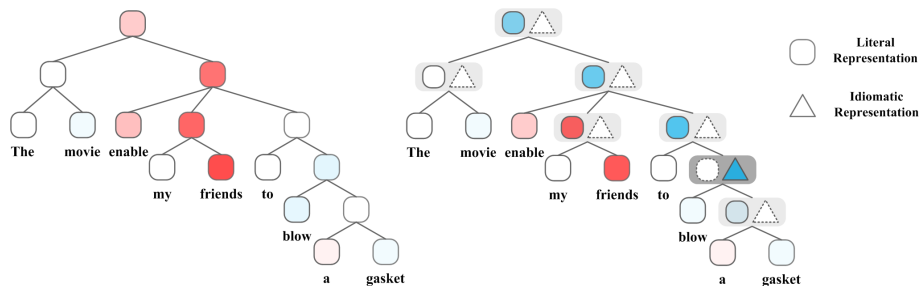 The movie enable
my friends to
blow
a gasket
The movie enable
my friends to
blow
a gasket
Literal
Representation
Idiomatic
Representation